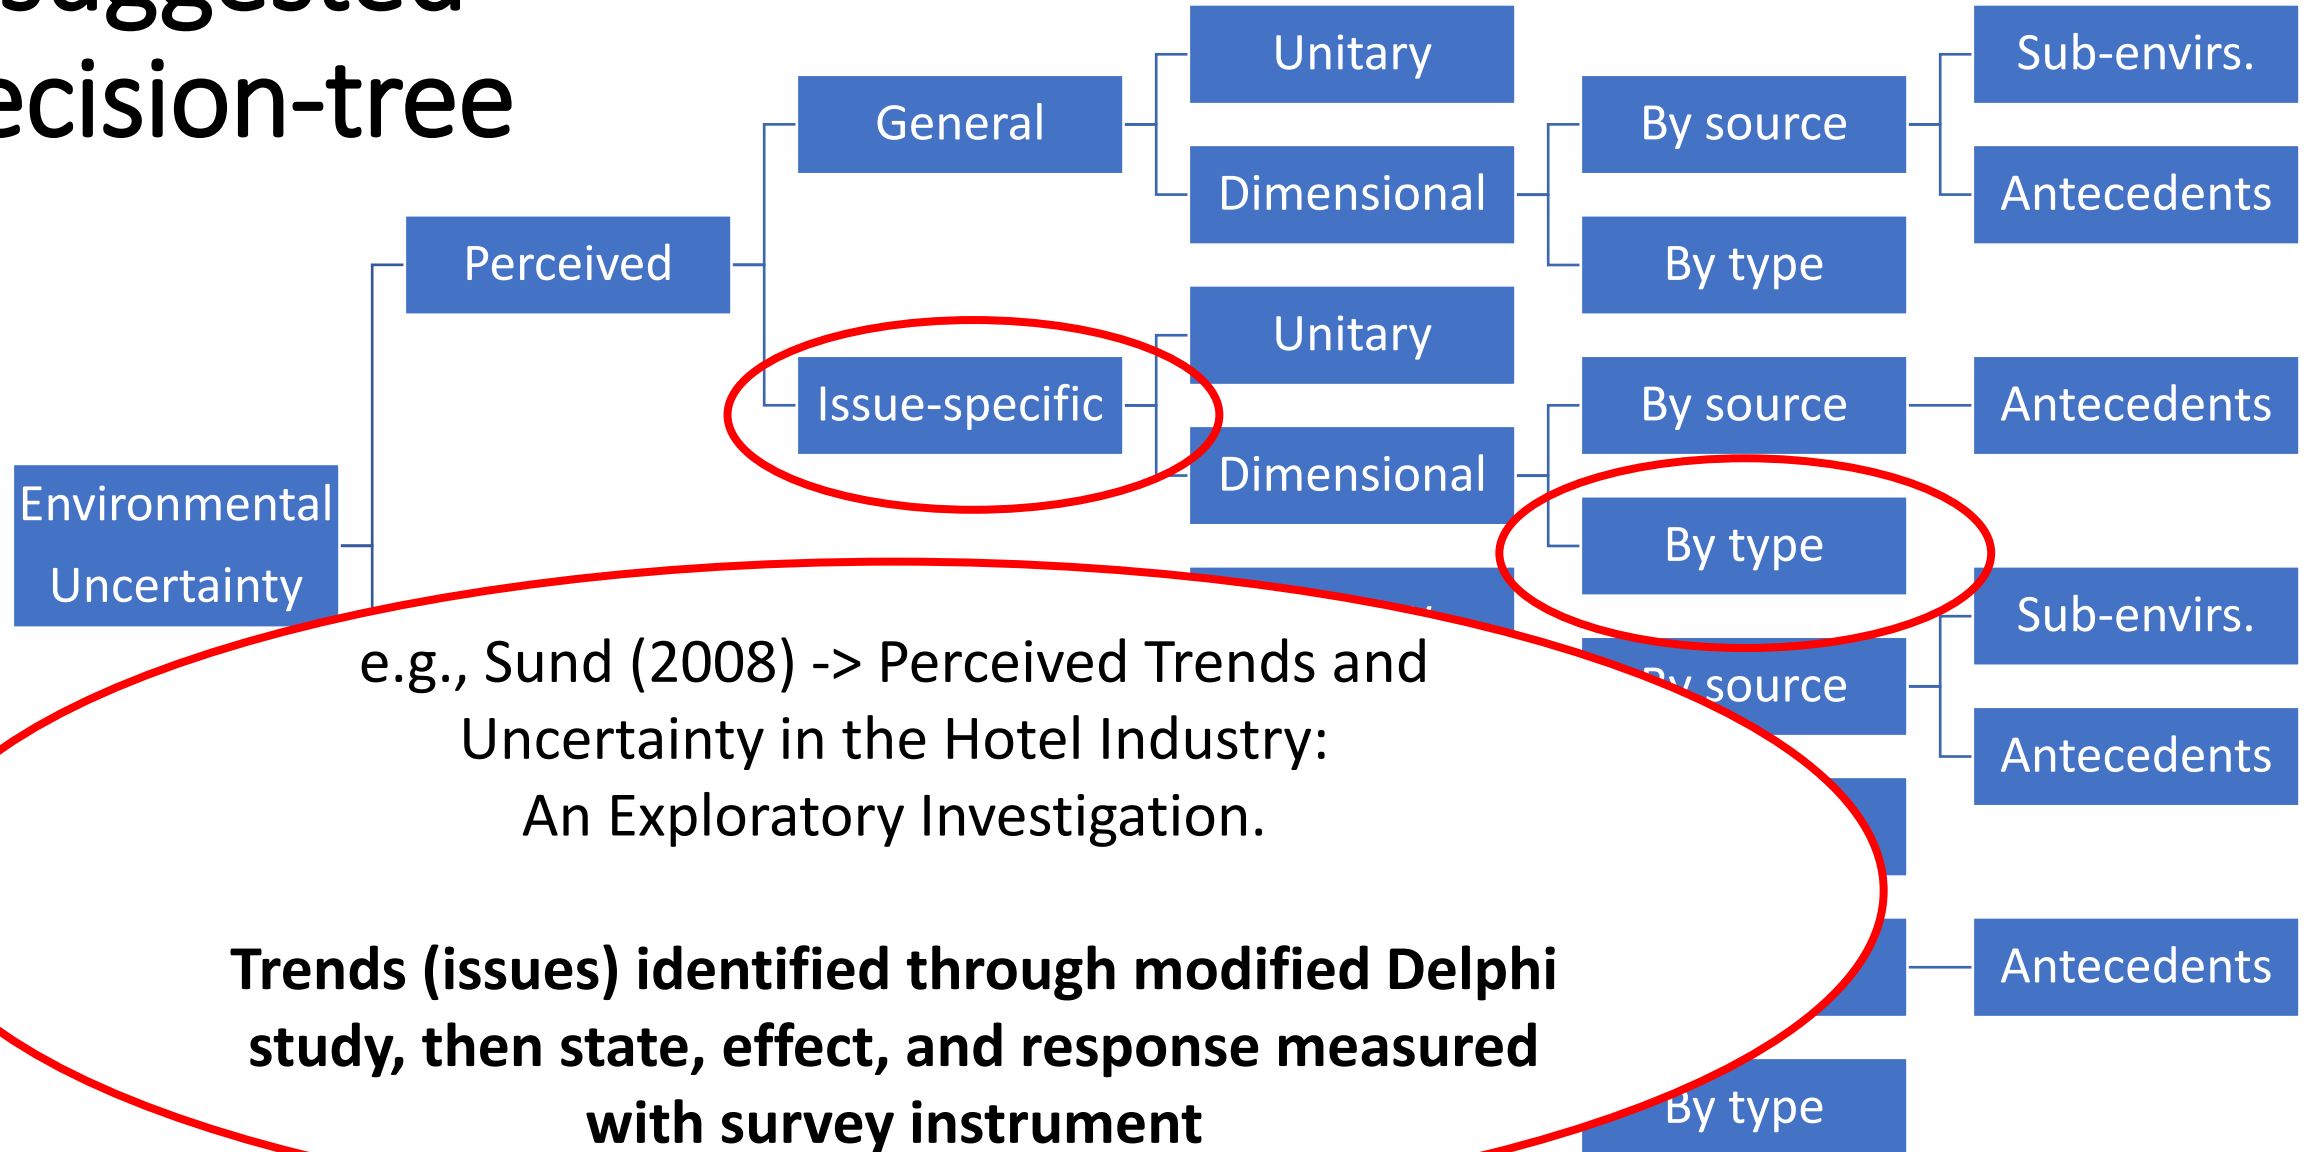 suggested
ecision-tree
Environmental
Uncertainty
Perceived
General
Unitary
Dimensional
By source
Sub-envirs.
Antecedents
By type
Issue-specific
Unitary
Dimensional
By source
Antecedents
By type
By source
Sub-envirs.
Antecedents
Antecedents
By type
e.g., Sund (2008) -> Perceived Trends and
Uncertainty in the Hotel Industry:
An Exploratory Investigation.
Trends (issues) identified through modified Delphi
study, then state, effect, and response measured
with survey instrument